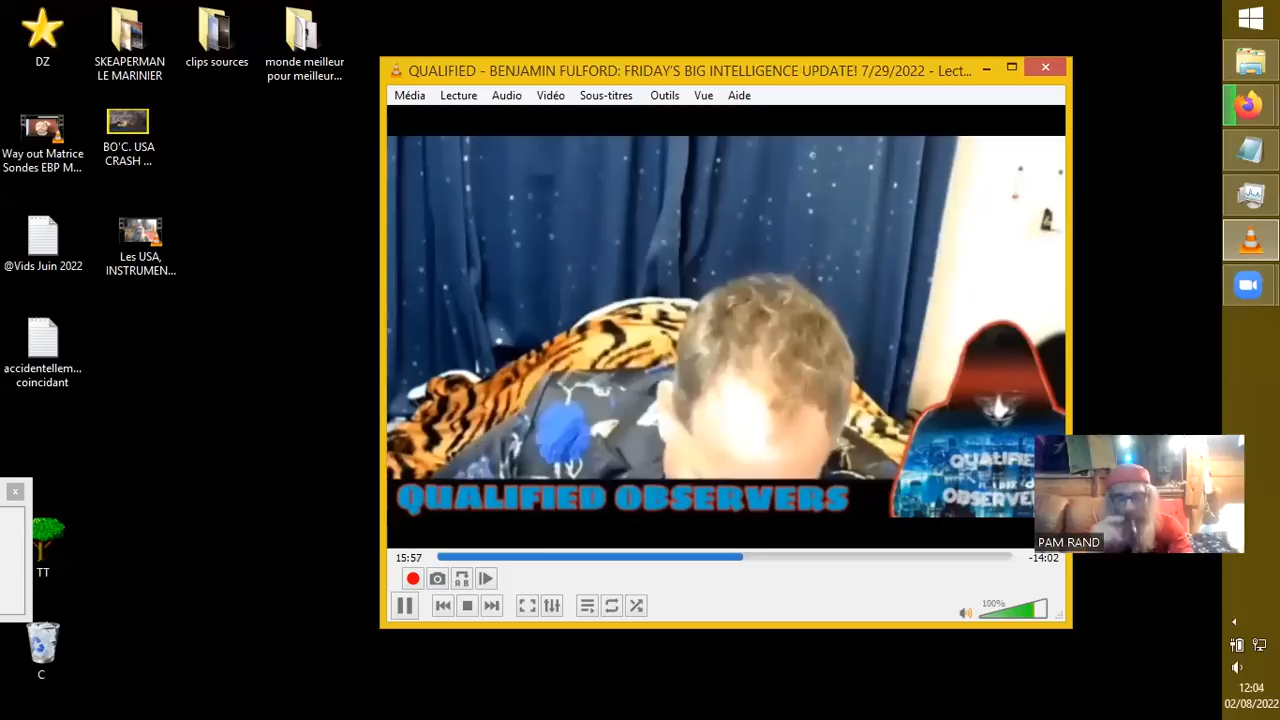 DZ
SKEAPERMAN
LE MARINIER
clips sources
monde meilleur
pour meilleur...
Way out Matrice
Sondes EBP M...
BO'C. USA
CRASH ...
@Vids Juin 2022
Les USA,
INSTRUMEN...
accidentellem...
coincidant
x
TT
C
QUALIFIED - BENJAMIN FULFORD: FRIDAY'S BIG INTELLIGENCE UPDATE! 7/29/2022 - Lect...
Média Lecture Audio Vidéo Sous-titres Outils Vue Aide
QUALIFIED
OBSERVERS
QUALIFIED OBSERVERS
PAM RAND
15:57
-14:02
100%
12:04
02/08/2022